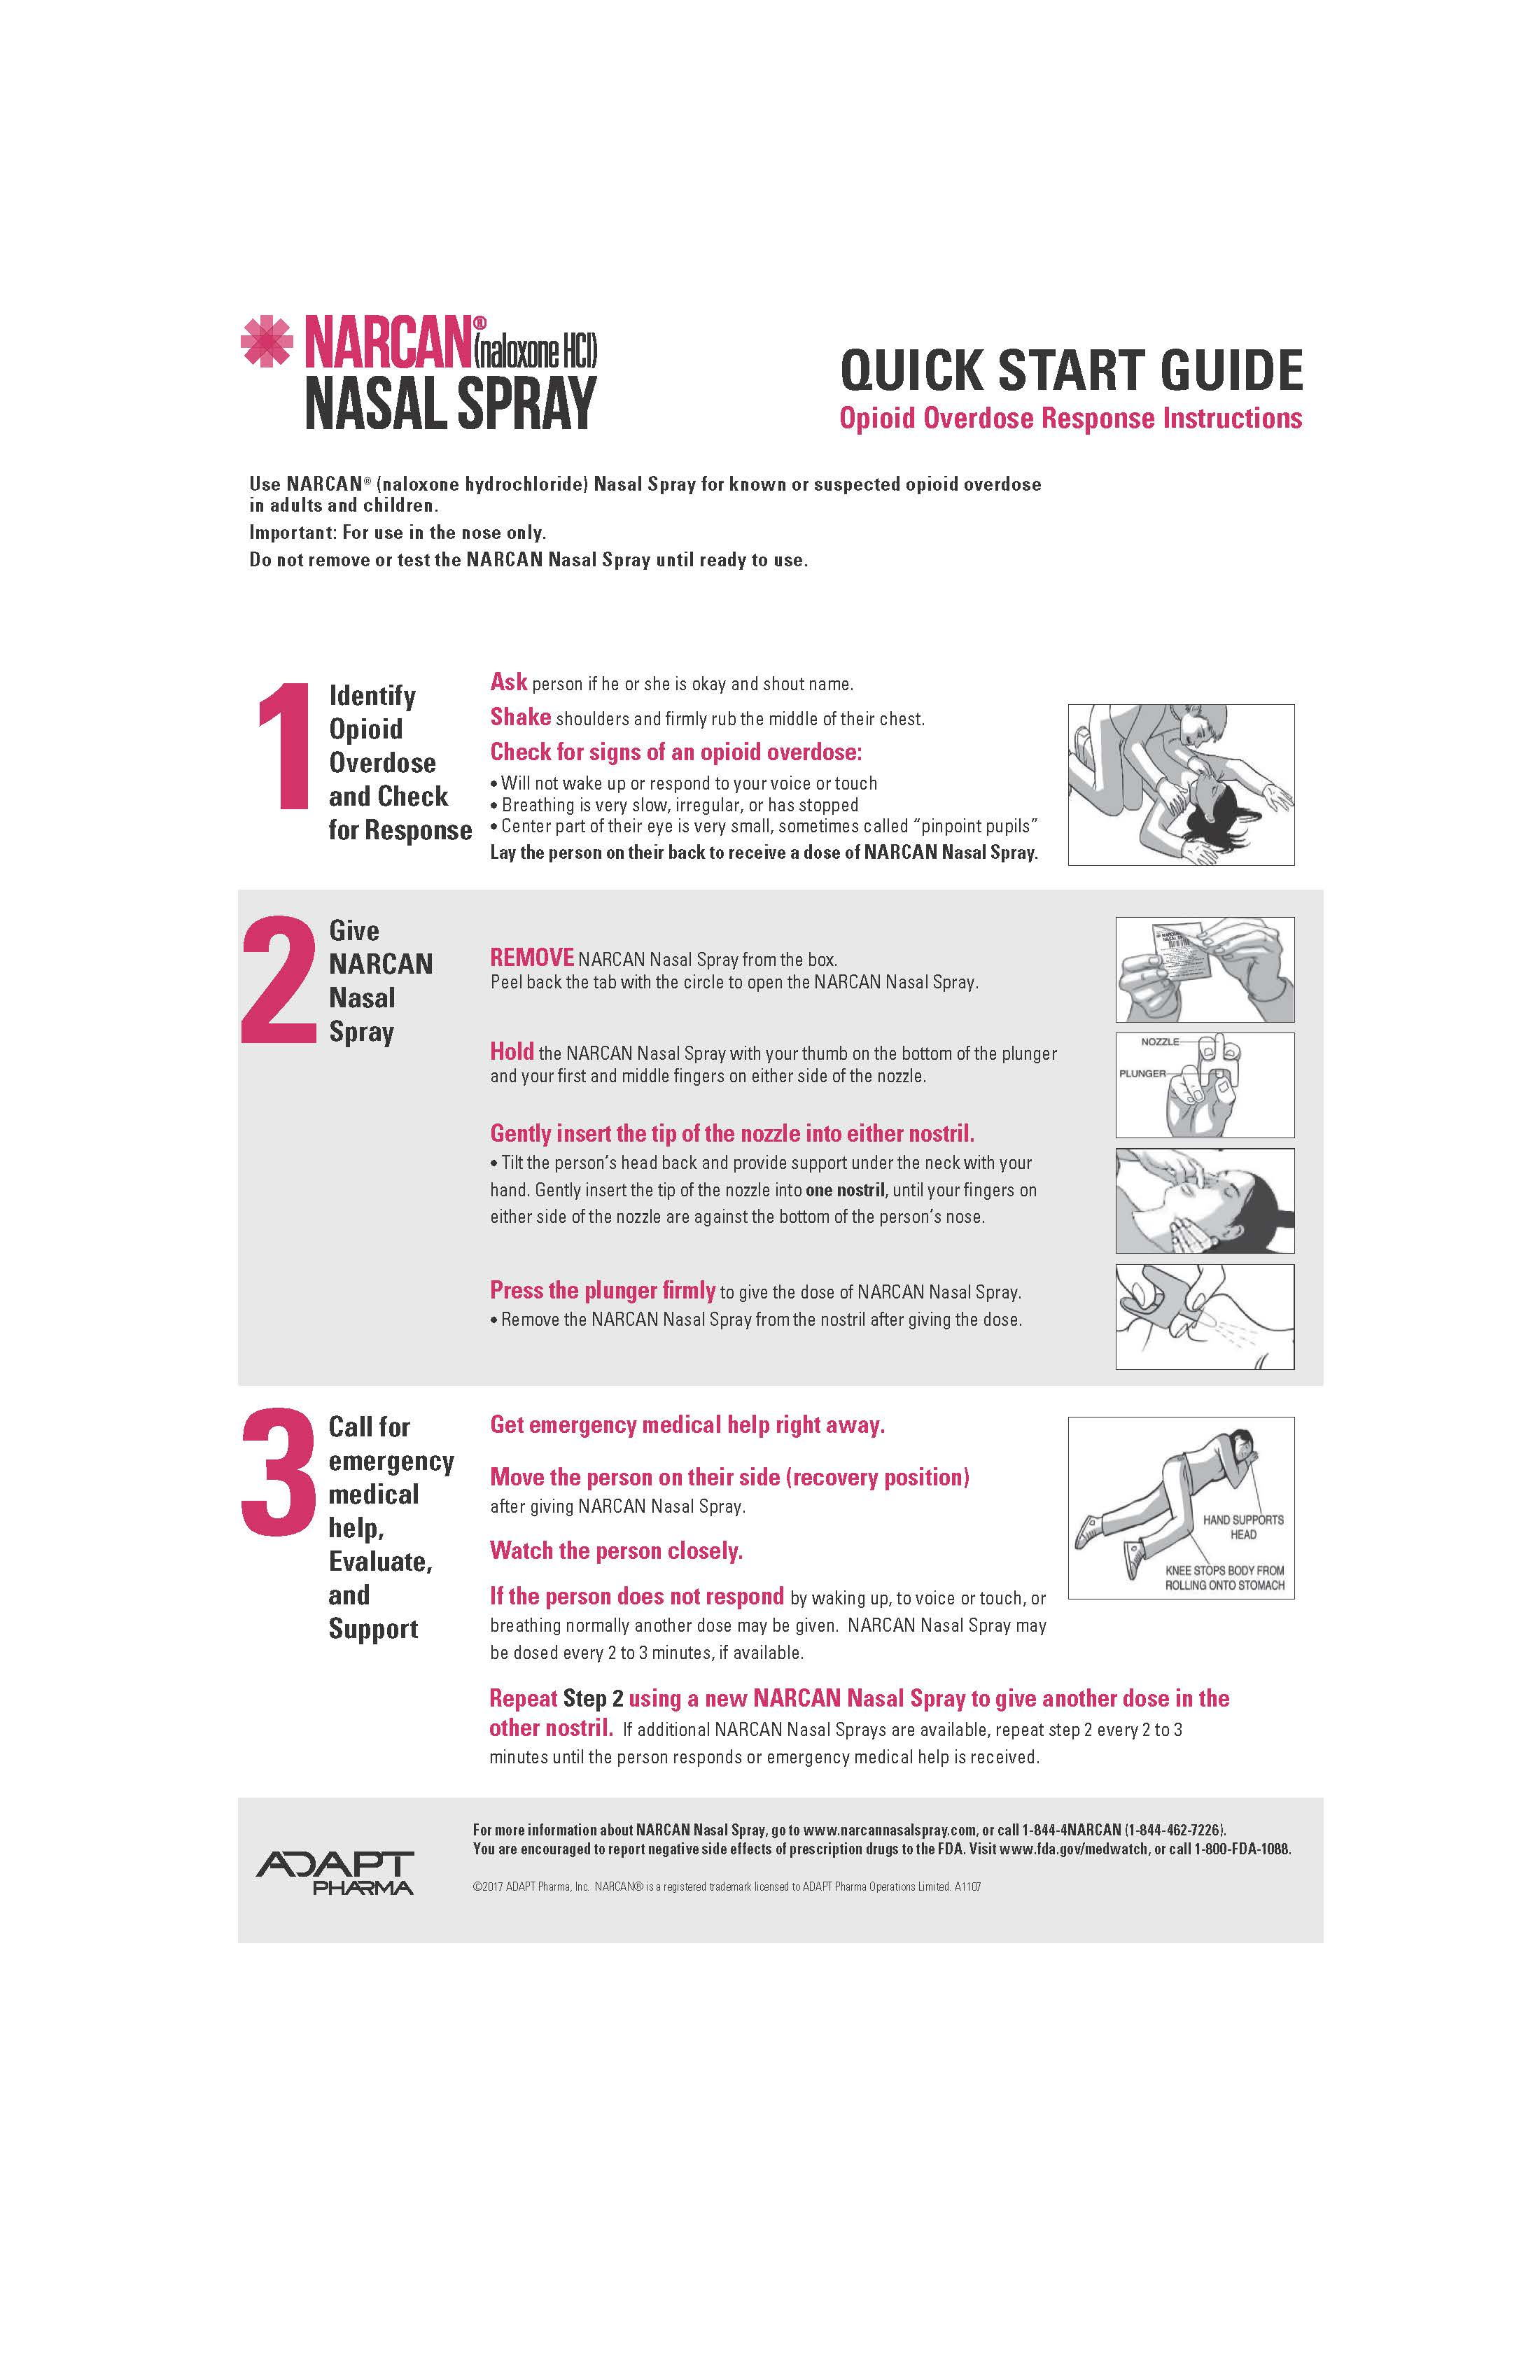 NARCAN® (naloxone HCl)
NASAL SPRAY
QUICK START GUIDE
Opioid Overdose Response Instructions
Use NARCAN® (naloxone hydrochloride) Nasal Spray for known or suspected opioid overdose
in adults and children.
Important: For use in the nose only.
Do not remove or test the NARCAN Nasal Spray until ready to use.
1
Identify
Opioid
Overdose
and Check
for Response
Ask person if he or she is okay and shout name.
Shake shoulders and firmly rub the middle of their chest.
Check for signs of an opioid overdose:
• Will not wake up or respond to your voice or touch
• Breathing is very slow, irregular, or has stopped
• Center part of their eye is very small, sometimes called “pinpoint pupils”
Lay the person on their back to receive a dose of NARCAN Nasal Spray.
2
Give
NARCAN
Nasal
Spray
REMOVE NARCAN Nasal Spray from the box.
Peel back the tab with the circle to open the NARCAN Nasal Spray.
Hold the NARCAN Nasal Spray with your thumb on the bottom of the plunger
and your first and middle fingers on either side of the nozzle.
NOZZLE
PLUNGER
Gently insert the tip of the nozzle into either nostril.
• Tilt the person’s head back and provide support under the neck with your
hand. Gently insert the tip of the nozzle into one nostril, until your fingers on
either side of the nozzle are against the bottom of the person’s nose.
Press the plunger firmly to give the dose of NARCAN Nasal Spray.
• Remove the NARCAN Nasal Spray from the nostril after giving the dose.
3
Call for
emergency
medical
help,
Evaluate,
and
Support
Get emergency medical help right away.
Move the person on their side (recovery position)
after giving NARCAN Nasal Spray.
Watch the person closely.
If the person does not respond by waking up, to voice or touch, or
breathing normally another dose may be given. NARCAN Nasal Spray may
be dosed every 2 to 3 minutes, if available.
HAND SUPPORTS
HEAD
KNEE STOPS BODY FROM
ROLLING ONTO STOMACH
Repeat Step 2 using a new NARCAN Nasal Spray to give another dose in the
other nostril. If additional NARCAN Nasal Sprays are available, repeat step 2 every 2 to 3
minutes until the person responds or emergency medical help is received.
ADAPT
PHARMA
For more information about NARCAN Nasal Spray, go to www.narcannasalspray.com, or call 1-844-4NARCAN (1-844-462-7226).
You are encouraged to report negative side effects of prescription drugs to the FDA. Visit www.fda.gov/medwatch, or call 1-800-FDA-1088.
©2017 ADAPT Pharma, Inc. NARCAN® is a registered trademark licensed to ADAPT Pharma Operations Limited. A1107